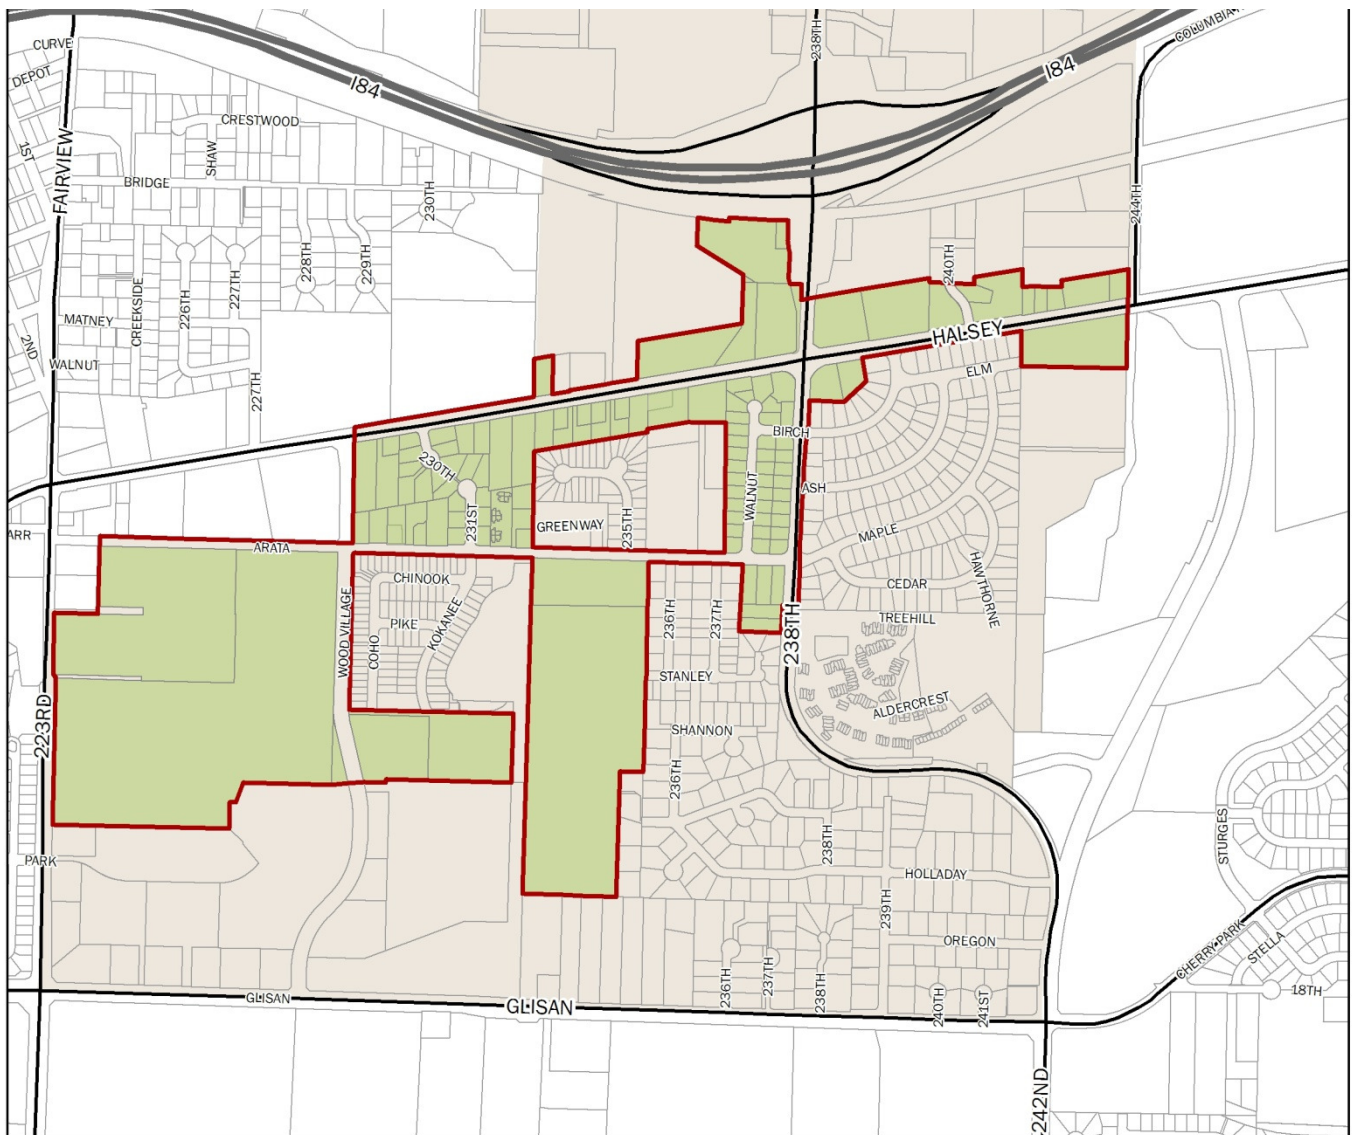 238TH
COLUMBIA
CURVE
DEPOT
I84
I84
CRESTWOOD
SHAW
1ST
FAIRVIEW
BRIDGE
230TH
244TH
228TH
229TH
227TH
226TH
CREEKSIDE
240TH
MATNEY
2ND
WALNUT
227TH
HALSEY
ELM
BIRCH
230TH
231ST
WALNUT
ASH
GREENWAY
235TH
MAPLE
ARR
ARATA
HAWTHORNE
CHINOOK
CEDAR
WOOD VILLAGE
PIKE
KOKANEE
COHO
236TH
237TH
238TH
TREEHILL
STANLEY
ALDERCREST
223RD
SHANNON
236TH
238TH
STURGES
PARK
HOLLADAY
239TH
OREGON
CHERRY PARK
STELLA
236TH
237TH
238TH
240TH
241ST
18TH
GLISAN
GLISAN
242ND